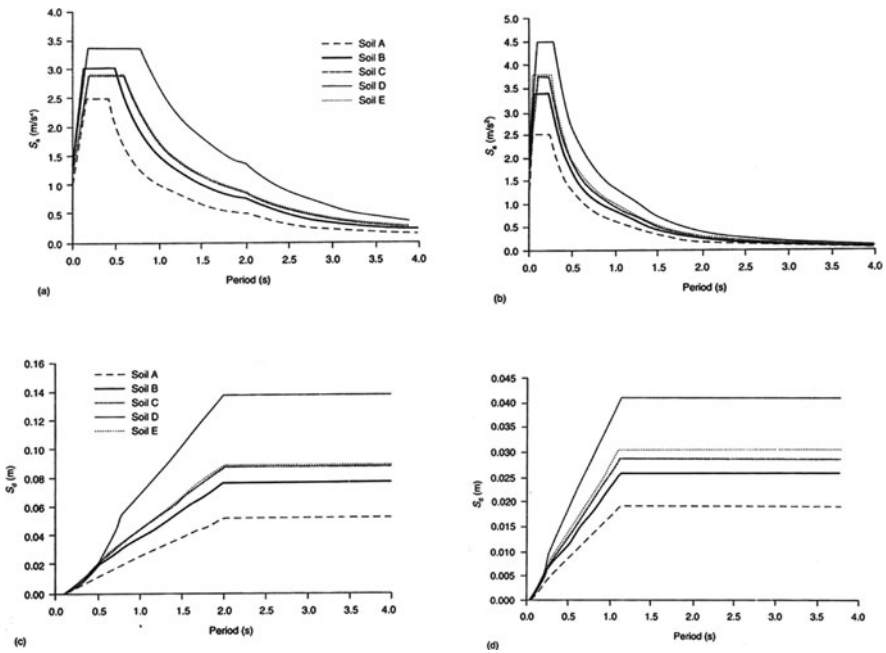 4.0
3.5
3.0
2.5
2.0
1.5
1.0
0.5
0.0
Sa (m/s²)
Soil A
Soil B
Soil C
Soil D
Soil E
0.0 0.5 1.0 1.5 2.0 2.5 3.0 3.5 4.0
Period (s)
(a)
5.0
4.5
4.0
3.5
3.0
2.5
2.0
1.5
1.0
0.5
0.0
Sa (m/s²)
0.0 0.5 1.0 1.5 2.0 2.5 3.0 3.5 4.0
Period (s)
(b)
0.16
0.14
0.12
0.10
0.08
0.06
0.04
0.02
0.00
Sd (m)
Soil A
Soil B
Soil C
Soil D
Soil E
0.0 0.5 1.0 1.5 2.0 2.5 3.0 3.5 4.0
Period (s)
(c)
0.045
0.040
0.035
0.030
0.025
0.020
0.015
0.010
0.005
0.000
Sd (m)
0.0 0.5 1.0 1.5 2.0 2.5 3.0 3.5 4.0
Period (s)
(d)